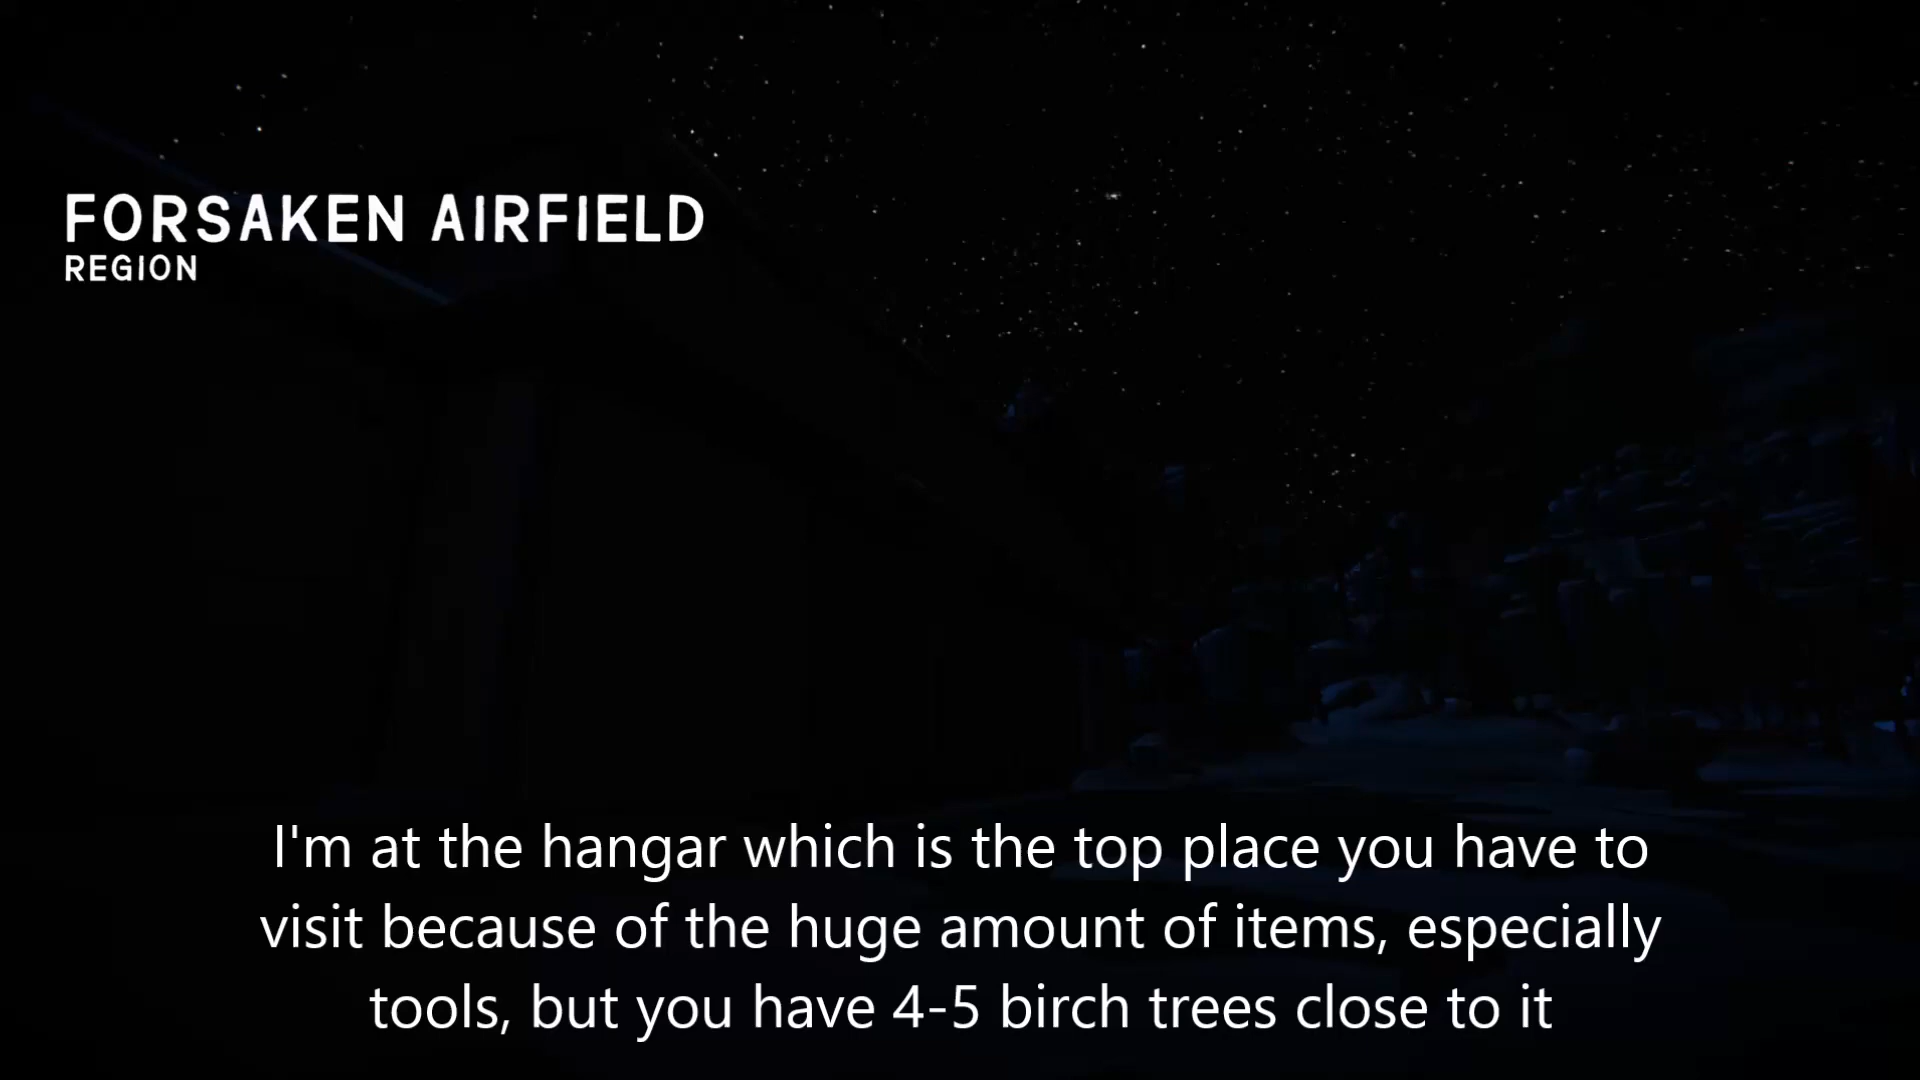 FORSAKEN AIRFIELD
REGION
I'm at the hangar which is the top place you have to
visit because of the huge amount of items, especially
tools, but you have 4-5 birch trees close to it